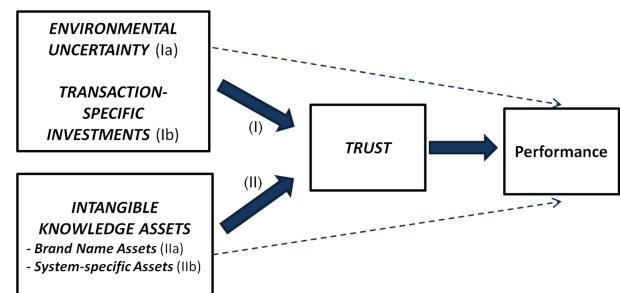 ENVIRONMENTAL
UNCERTAINTY (Ia)
TRANSACTION-
SPECIFIC
INVESTMENTS (Ib)
(I)
TRUST
Performance
(II)
INTANGIBLE
KNOWLEDGE ASSETS
- Brand Name Assets (IIa)
- System-specific Assets (IIb)